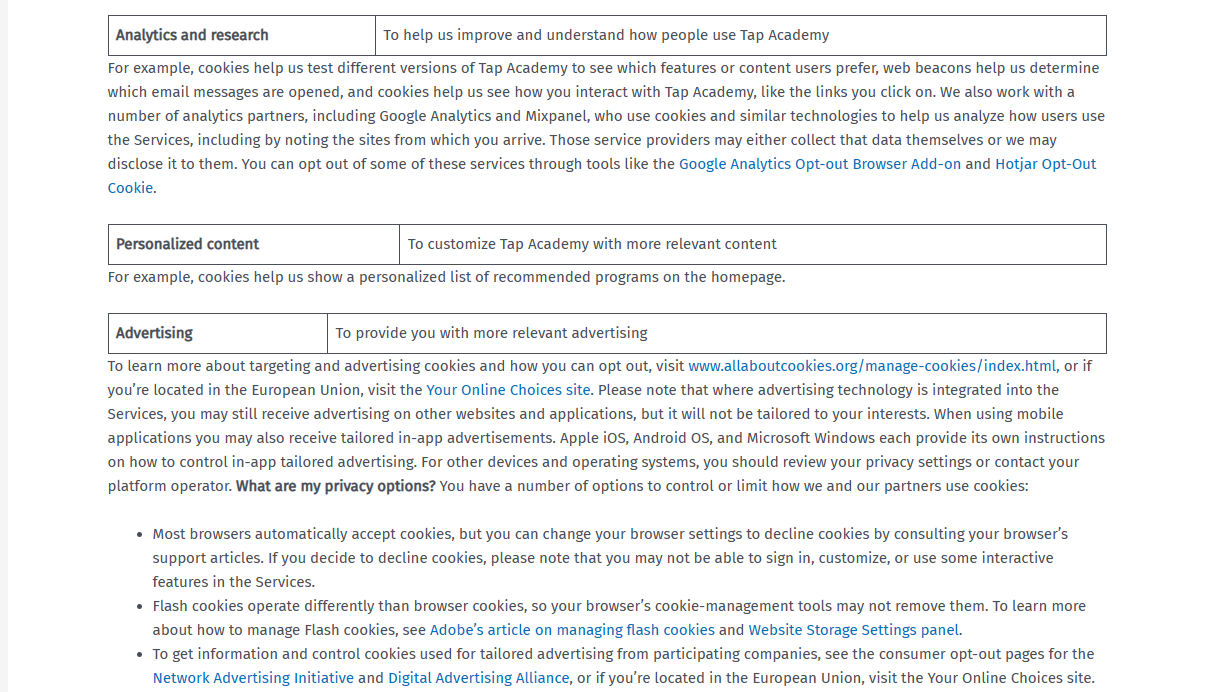 Analytics and research To help us improve and understand how people use Tap Academy
For example, cookies help us test different versions of Tap Academy to see which features or content users prefer, web beacons help us determine
which email messages are opened, and cookies help us see how you interact with Tap Academy, like the links you click on. We also work with a
number of analytics partners, including Google Analytics and Mixpanel, who use cookies and similar technologies to help us analyze how users use
the Services, including by noting the sites from which you arrive. Those service providers may either collect that data themselves or we may
disclose it to them. You can opt out of some of these services through tools like the Google Analytics Opt-out Browser Add-on and Hotjar Opt-Out
Cookie.
Personalized content To customize Tap Academy with more relevant content
For example, cookies help us show a personalized list of recommended programs on the homepage.
Advertising To provide you with more relevant advertising
To learn more about targeting and advertising cookies and how you can opt out, visit www.allaboutcookies.org/manage-cookies/index.html, or if
you’re located in the European Union, visit the Your Online Choices site. Please note that where advertising technology is integrated into the
Services, you may still receive advertising on other websites and applications, but it will not be tailored to your interests. When using mobile
applications you may also receive tailored in-app advertisements. Apple iOS, Android OS, and Microsoft Windows each provide its own instructions
on how to control in-app tailored advertising. For other devices and operating systems, you should review your privacy settings or contact your
platform operator. What are my privacy options? You have a number of options to control or limit how we and our partners use cookies:
• Most browsers automatically accept cookies, but you can change your browser settings to decline cookies by consulting your browser’s
support articles. If you decide to decline cookies, please note that you may not be able to sign in, customize, or use some interactive
features in the Services.
• Flash cookies operate differently than browser cookies, so your browser’s cookie-management tools may not remove them. To learn more
about how to manage Flash cookies, see Adobe’s article on managing flash cookies and Website Storage Settings panel.
• To get information and control cookies used for tailored advertising from participating companies, see the consumer opt-out pages for the
Network Advertising Initiative and Digital Advertising Alliance, or if you’re located in the European Union, visit the Your Online Choices site.